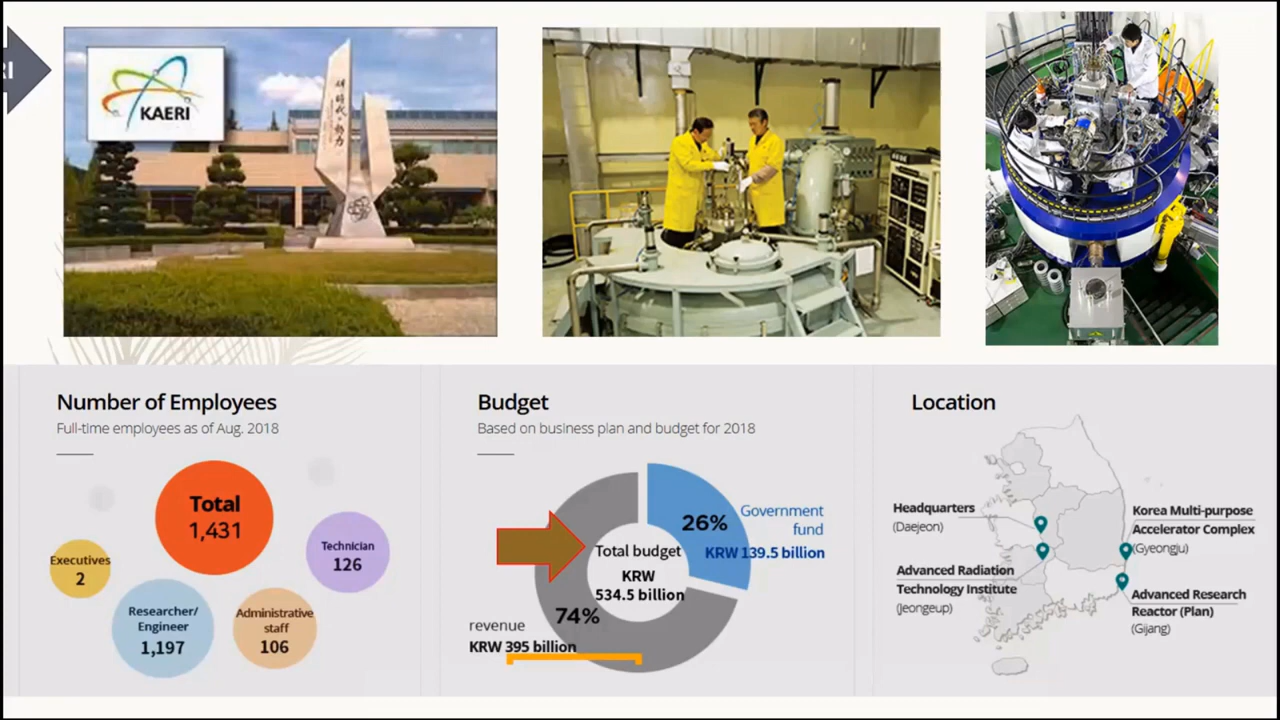 RI
KAERI
Number of Employees
Full-time employees as of Aug. 2018
Total
1,431
Executives
2
Technician
126
Researcher/
Engineer
1,197
Administrative
staff
106
Budget
Based on business plan and budget for 2018
26%
Government
fund
KRW 139.5 billion
Total budget
KRW
534.5 billion
74%
revenue
KRW 395 billion
Location
Headquarters
(Daejeon)
Advanced Radiation
Technology Institute
(Jeongeup)
Korea Multi-purpose
Accelerator Complex
(Gyeongju)
Advanced Research
Reactor (Plan)
(Gijang)